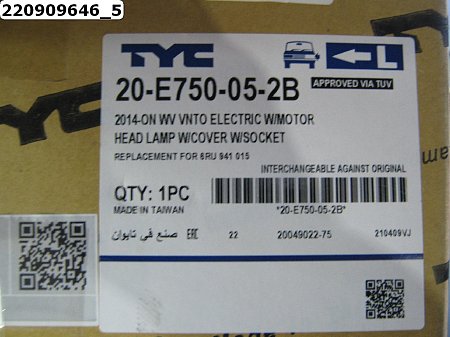 220909646_5
TYC
L
20-E750-05-2B
APPROVED VIA TUV
2014-ON WV VNTO ELECTRIC W/MOTOR
HEAD LAMP W/COVER W/SOCKET
REPLACEMENT FOR 6RU 941 015
INTERCHANGEABLE AGAINST ORIGINAL
QTY: 1PC
MADE IN TAIWAN
*20-E750-05-2B*
صنع في تايوان EAC 22 20049022-75 210409VJ